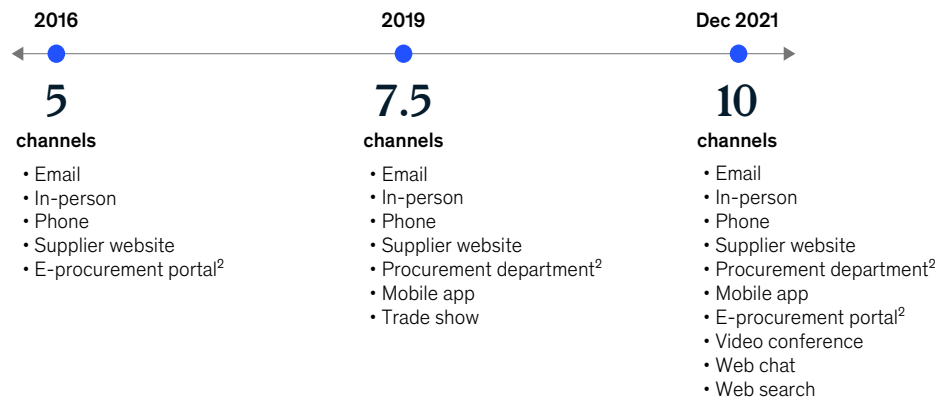 2016
5
channels
• Email
• In-person
• Phone
• Supplier website
• E-procurement portal²
2019
7.5
channels
• Email
• In-person
• Phone
• Supplier website
• Procurement department²
• Mobile app
• Trade show
Dec 2021
10
channels
• Email
• In-person
• Phone
• Supplier website
• Procurement department²
• Mobile app
• E-procurement portal²
• Video conference
• Web chat
• Web search